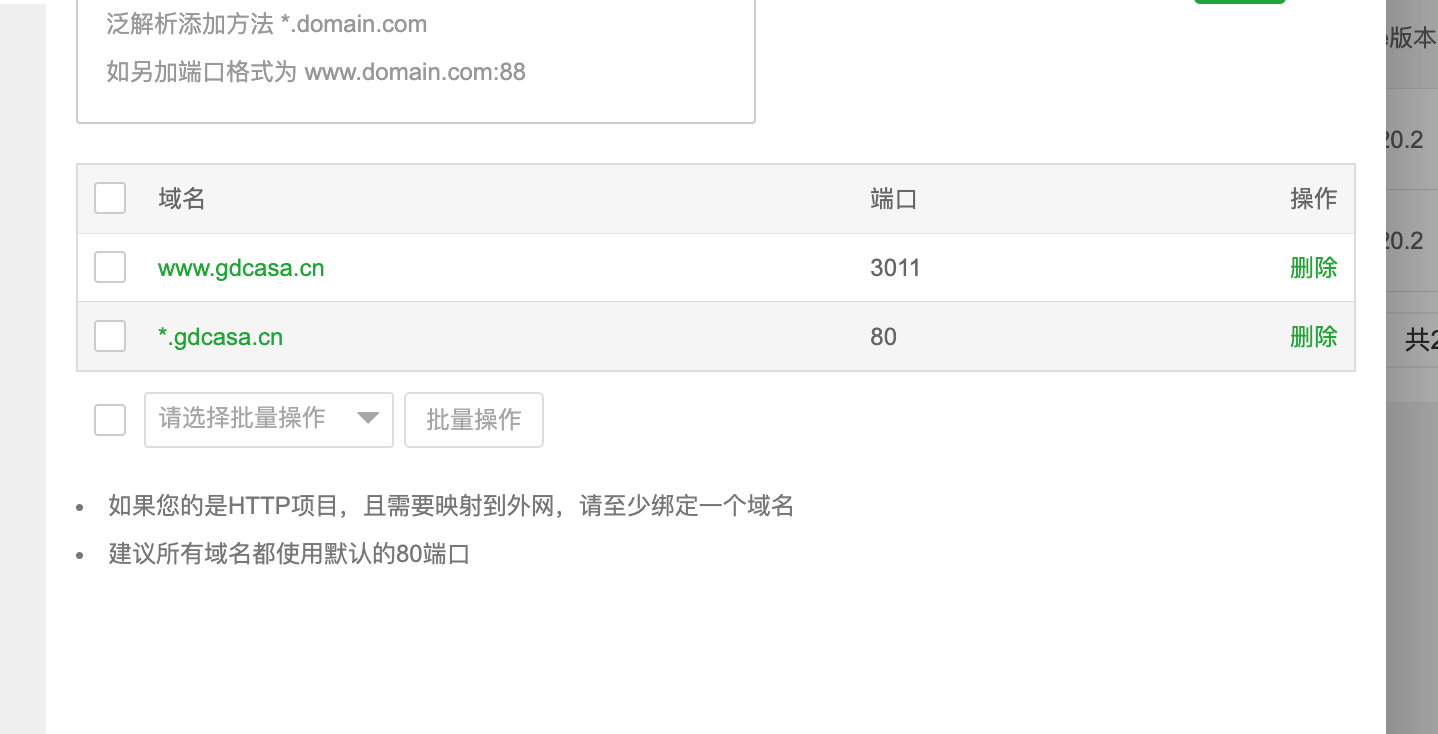 泛解析添加方法 *.domain.com
如另加端口格式为 www.domain.com:88
版本
域名 端口 操作
20.2
www.gdcasa.cn 3011 删除
20.2
*.gdcasa.cn 80 删除
共2
请选择批量操作 批量操作
如果您的是HTTP项目，且需要映射到外网，请至少绑定一个域名
建议所有域名都使用默认的80端口